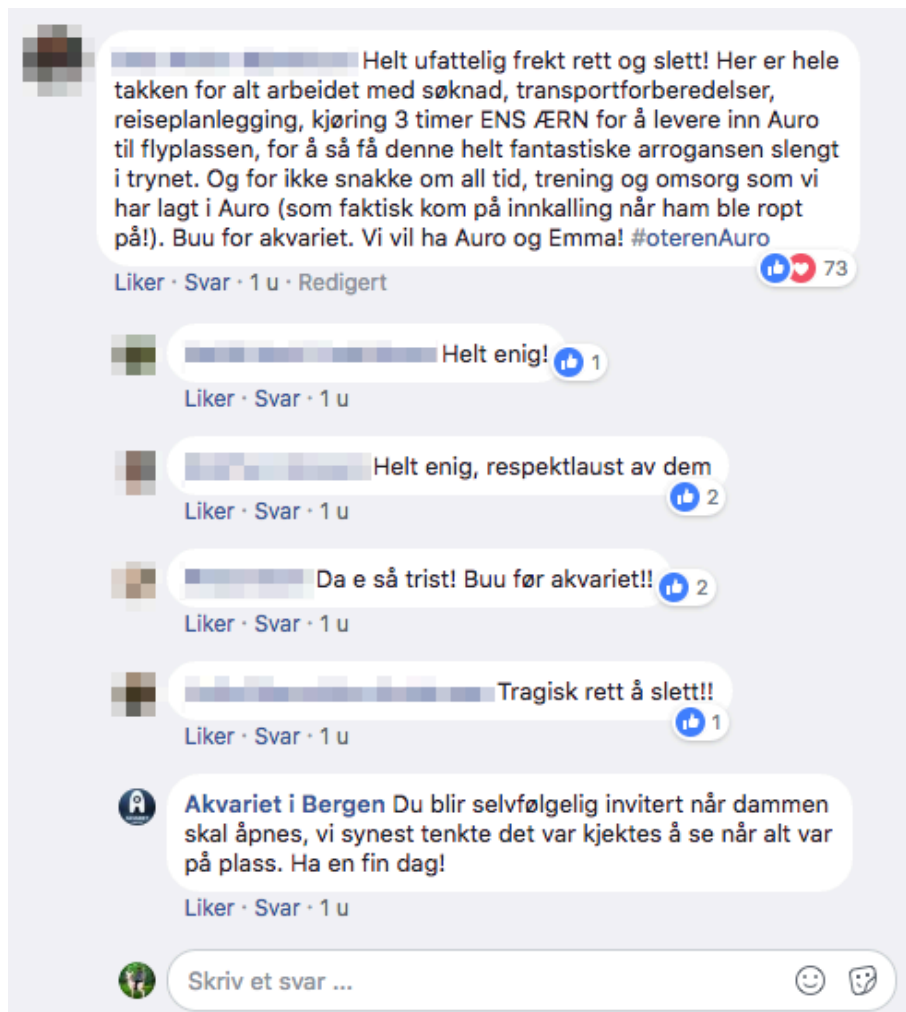 Helt ufattelig frekt rett og slett! Her er hele
takken for alt arbeidet med søknad, transportforberedelser,
reiseplanlegging, kjøring 3 timer ENS ÆRN for å levere inn Auro
til flyplassen, for å så få denne helt fantastiske arrogansen slengt
i trynet. Og for ikke snakke om all tid, trening og omsorg som vi
har lagt i Auro (som faktisk kom på innkalling når ham ble ropt
på!). Buu for akvariet. Vi vil ha Auro og Emma! #oterenAuro
73
Liker · Svar · 1 u · Redigert
Helt enig! 1
Liker · Svar · 1 u
Helt enig, respektlaust av dem
2
Liker · Svar · 1 u
Da e så trist! Buu før akvariet!! 2
Liker · Svar · 1 u
Tragisk rett å slett!!
1
Liker · Svar · 1 u
Akvariet i Bergen Du blir selvfølgelig invitert når dammen
skal åpnes, vi synest tenkte det var kjektes å se når alt var
på plass. Ha en fin dag!
Liker · Svar · 1 u
Skriv et svar ...